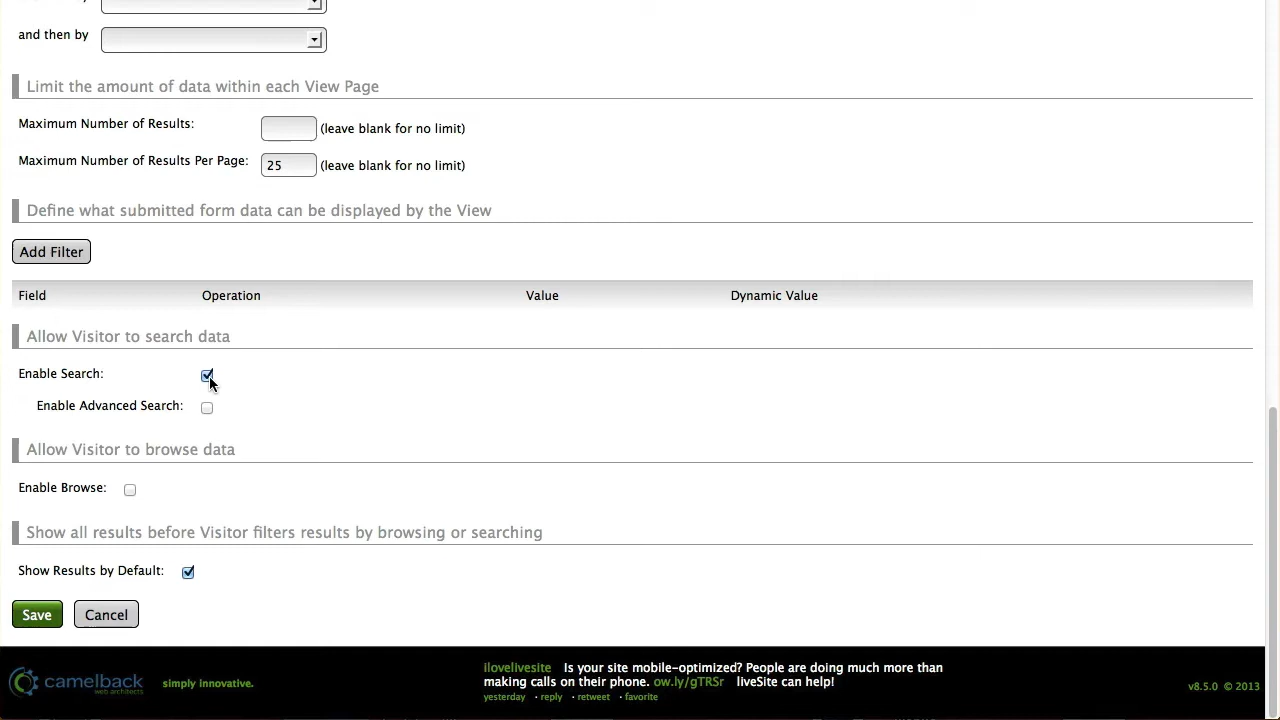 and then by
Limit the amount of data within each View Page
Maximum Number of Results:
(leave blank for no limit)
Maximum Number of Results Per Page:
25
(leave blank for no limit)
Define what submitted form data can be displayed by the View
Add Filter
Field Operation Value Dynamic Value
Allow Visitor to search data
Enable Search:
Enable Advanced Search:
Allow Visitor to browse data
Enable Browse:
Show all results before Visitor filters results by browsing or searching
Show Results by Default:
Save Cancel
camelback
web architects
simply innovative.
ilovelivesite Is your site mobile-optimized? People are doing much more than
making calls on their phone. ow.ly/gTRSr liveSite can help!
yesterday · reply · retweet · favorite
v8.5.0 © 2013